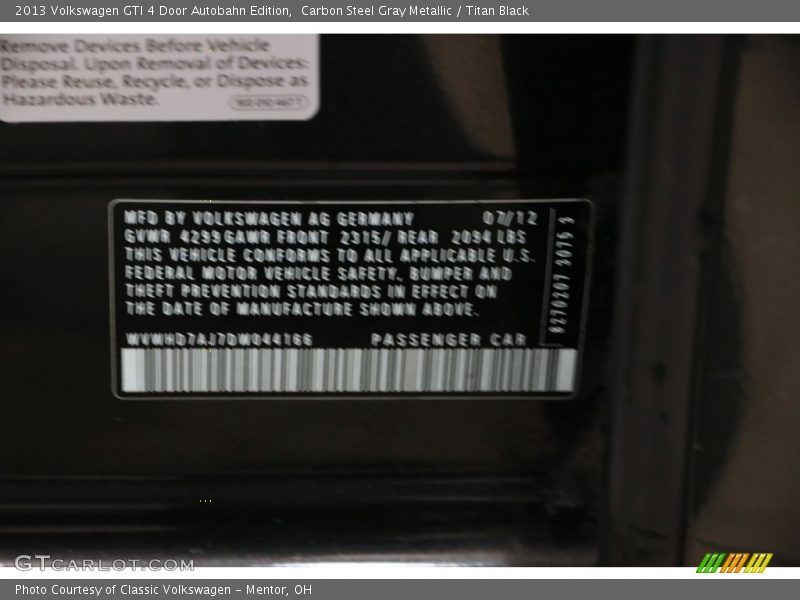 2013 Volkswagen GTI 4 Door Autobahn Edition,  Carbon Steel Gray Metallic / Titan Black
Remove Devices Before Vehicle
Disposal. Upon Removal of Devices:
Please Reuse, Recycle, or Dispose as
Hazardous Waste.
MFD BY VOLKSWAGEN AG GERMANY 07/12
GVWR 4299 GAWR FRONT 2315/ REAR 2094 LBS
THIS VEHICLE CONFORMS TO ALL APPLICABLE U.S.
FEDERAL MOTOR VEHICLE SAFETY, BUMPER AND
THEFT PREVENTION STANDARDS IN EFFECT ON
THE DATE OF MANUFACTURE SHOWN ABOVE.
WVWHD7AJ7DW044166 PASSENGER CAR
GTCARLOT.COM
Photo Courtesy of Classic Volkswagen - Mentor, OH